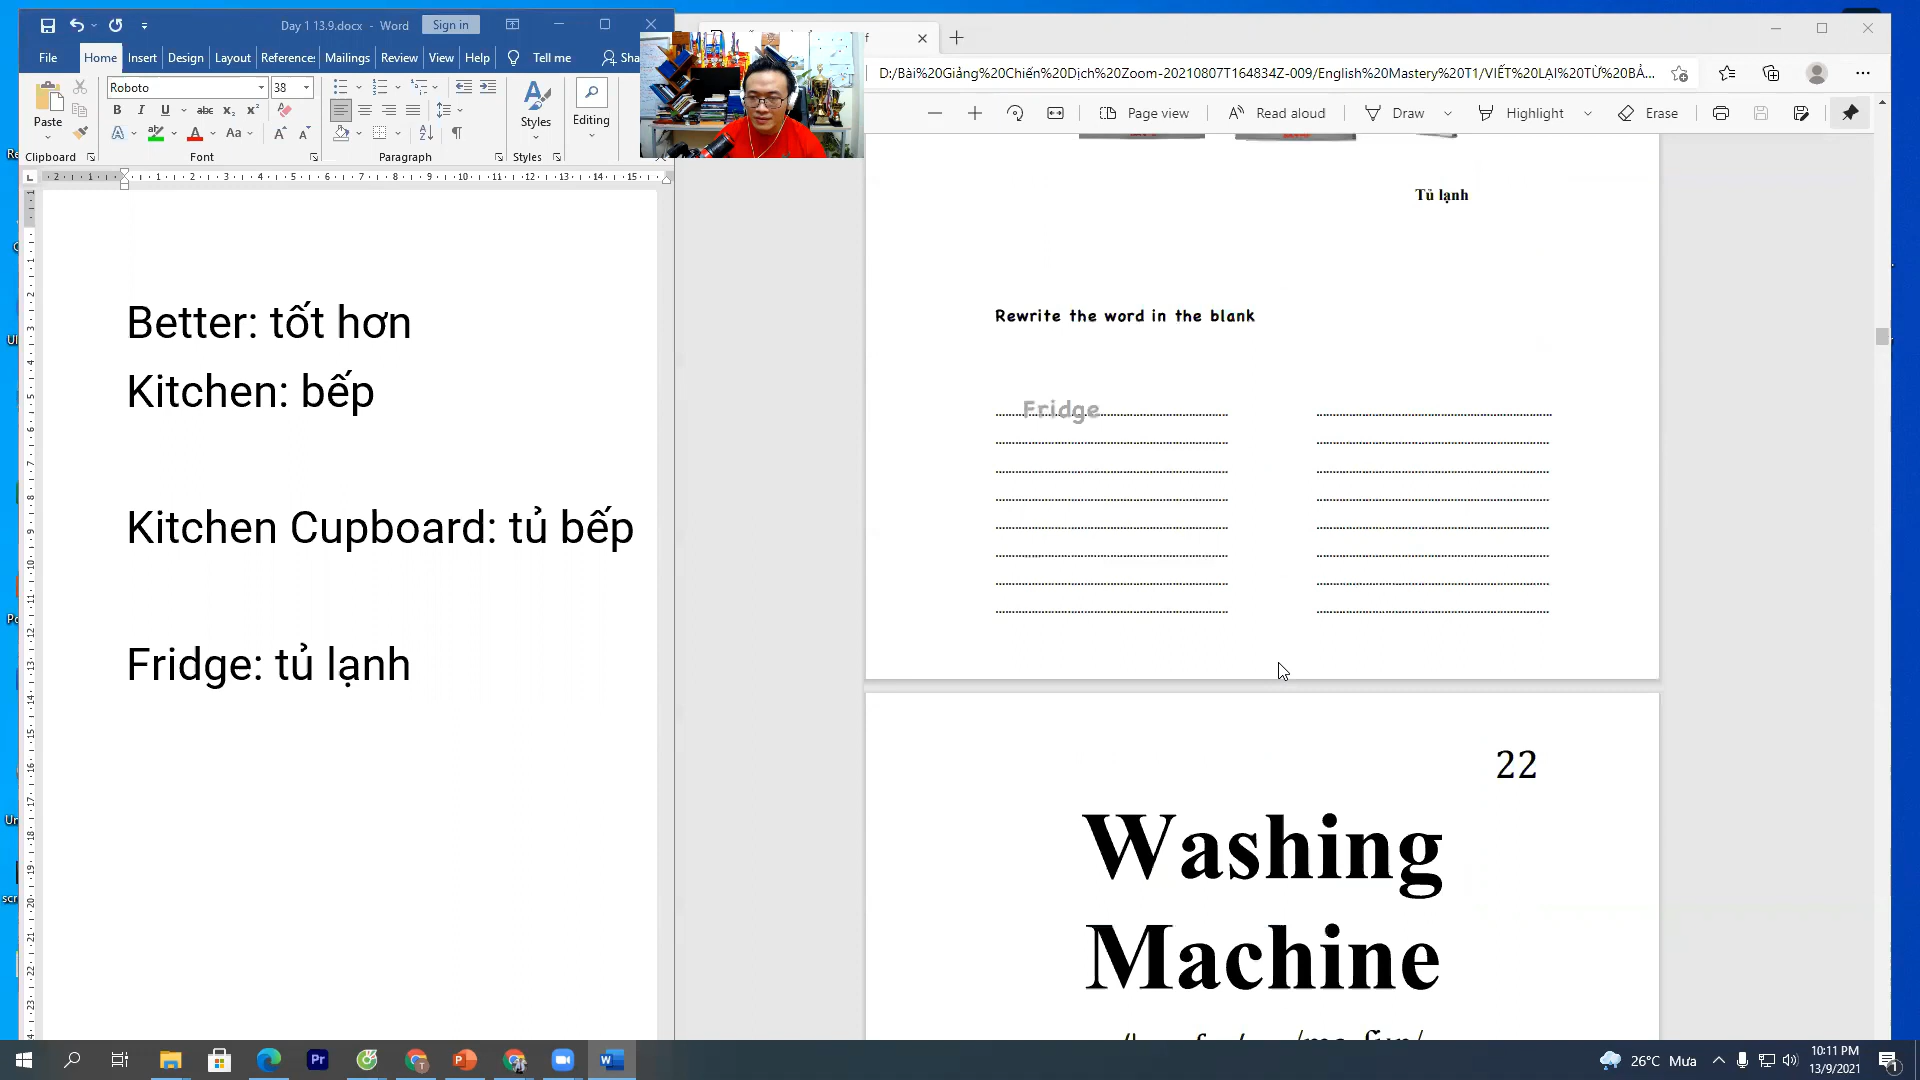 Day 1 13.9.docx - Word
Sign in
File Home Insert Design Layout References Mailings Review View Help Tell me Sha
Roboto 38
Paste Styles Editing
Clipboard Font Paragraph Styles
Better: tốt hơn
Kitchen: bếp
Kitchen Cupboard: tủ bếp
Fridge: tủ lạnh
D:/Bài%20Giảng%20Chiến%20Dịch%20Zoom-20210807T164834Z-009/English%20Mastery%20T1/VIẾT%20LẠI%20TỪ%20BẢ...
Page view Read aloud Draw Highlight Erase
Tủ lạnh
Rewrite the word in the blank
Fridge
22
Washing
Machine
26°C Mưa
10:11 PM
13/9/2021